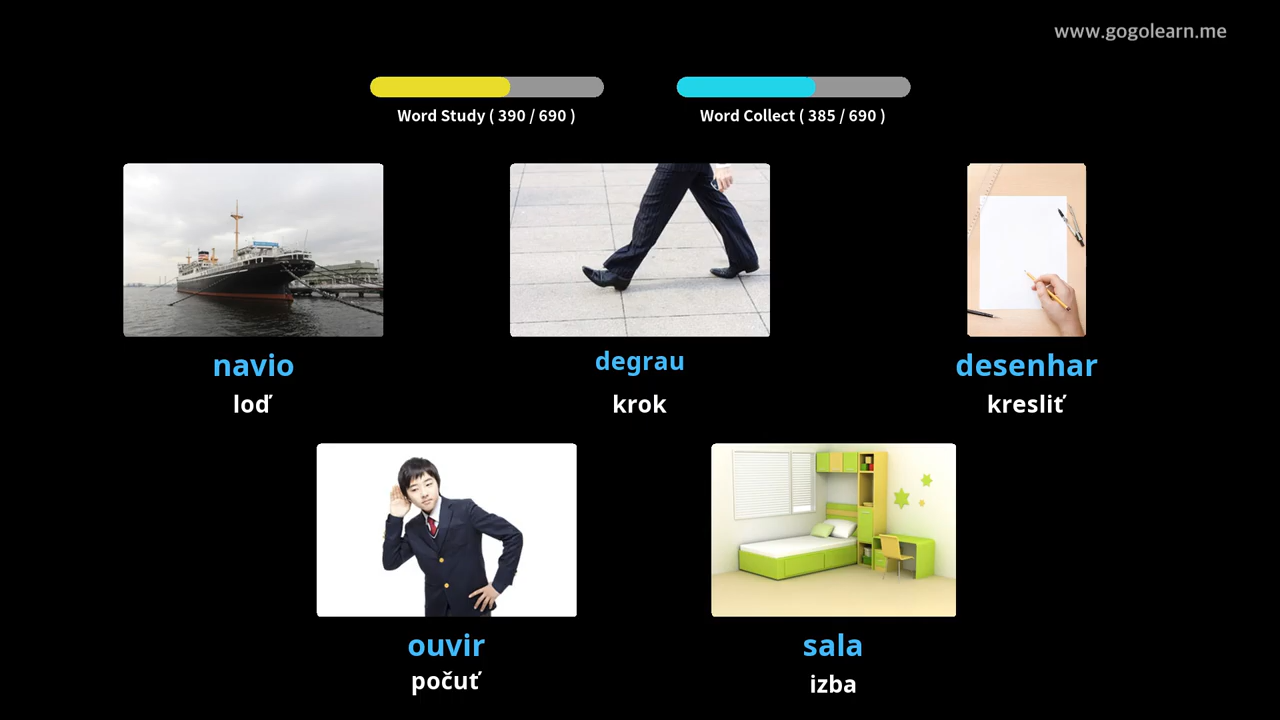 www.gogolearn.me
Word Study ( 390 / 690 )
Word Collect ( 385 / 690 )
navio
degrau
desenhar
loď
krok
kresliť
ouvir
sala
počuť
izba